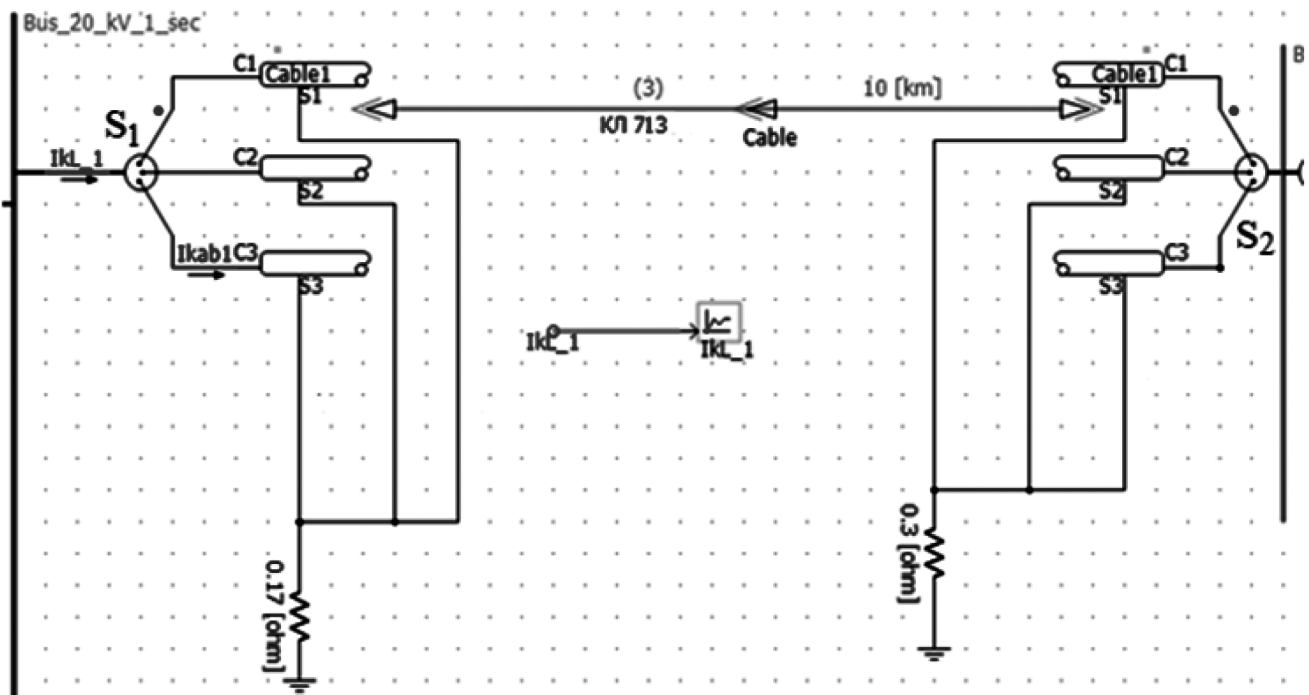 Bus_20_kV_1_sec
B
C1
Cable1
S1
(3)
10 [km]
Cable1
C1
S1
КЛ 713
Cable
S₁
IkL_1
C2
S2
C2
S2
S₂
Ikab1
C3
S3
C3
S3
IkL_1
IkL_1
0.17 [ohm]
0.3 [ohm]